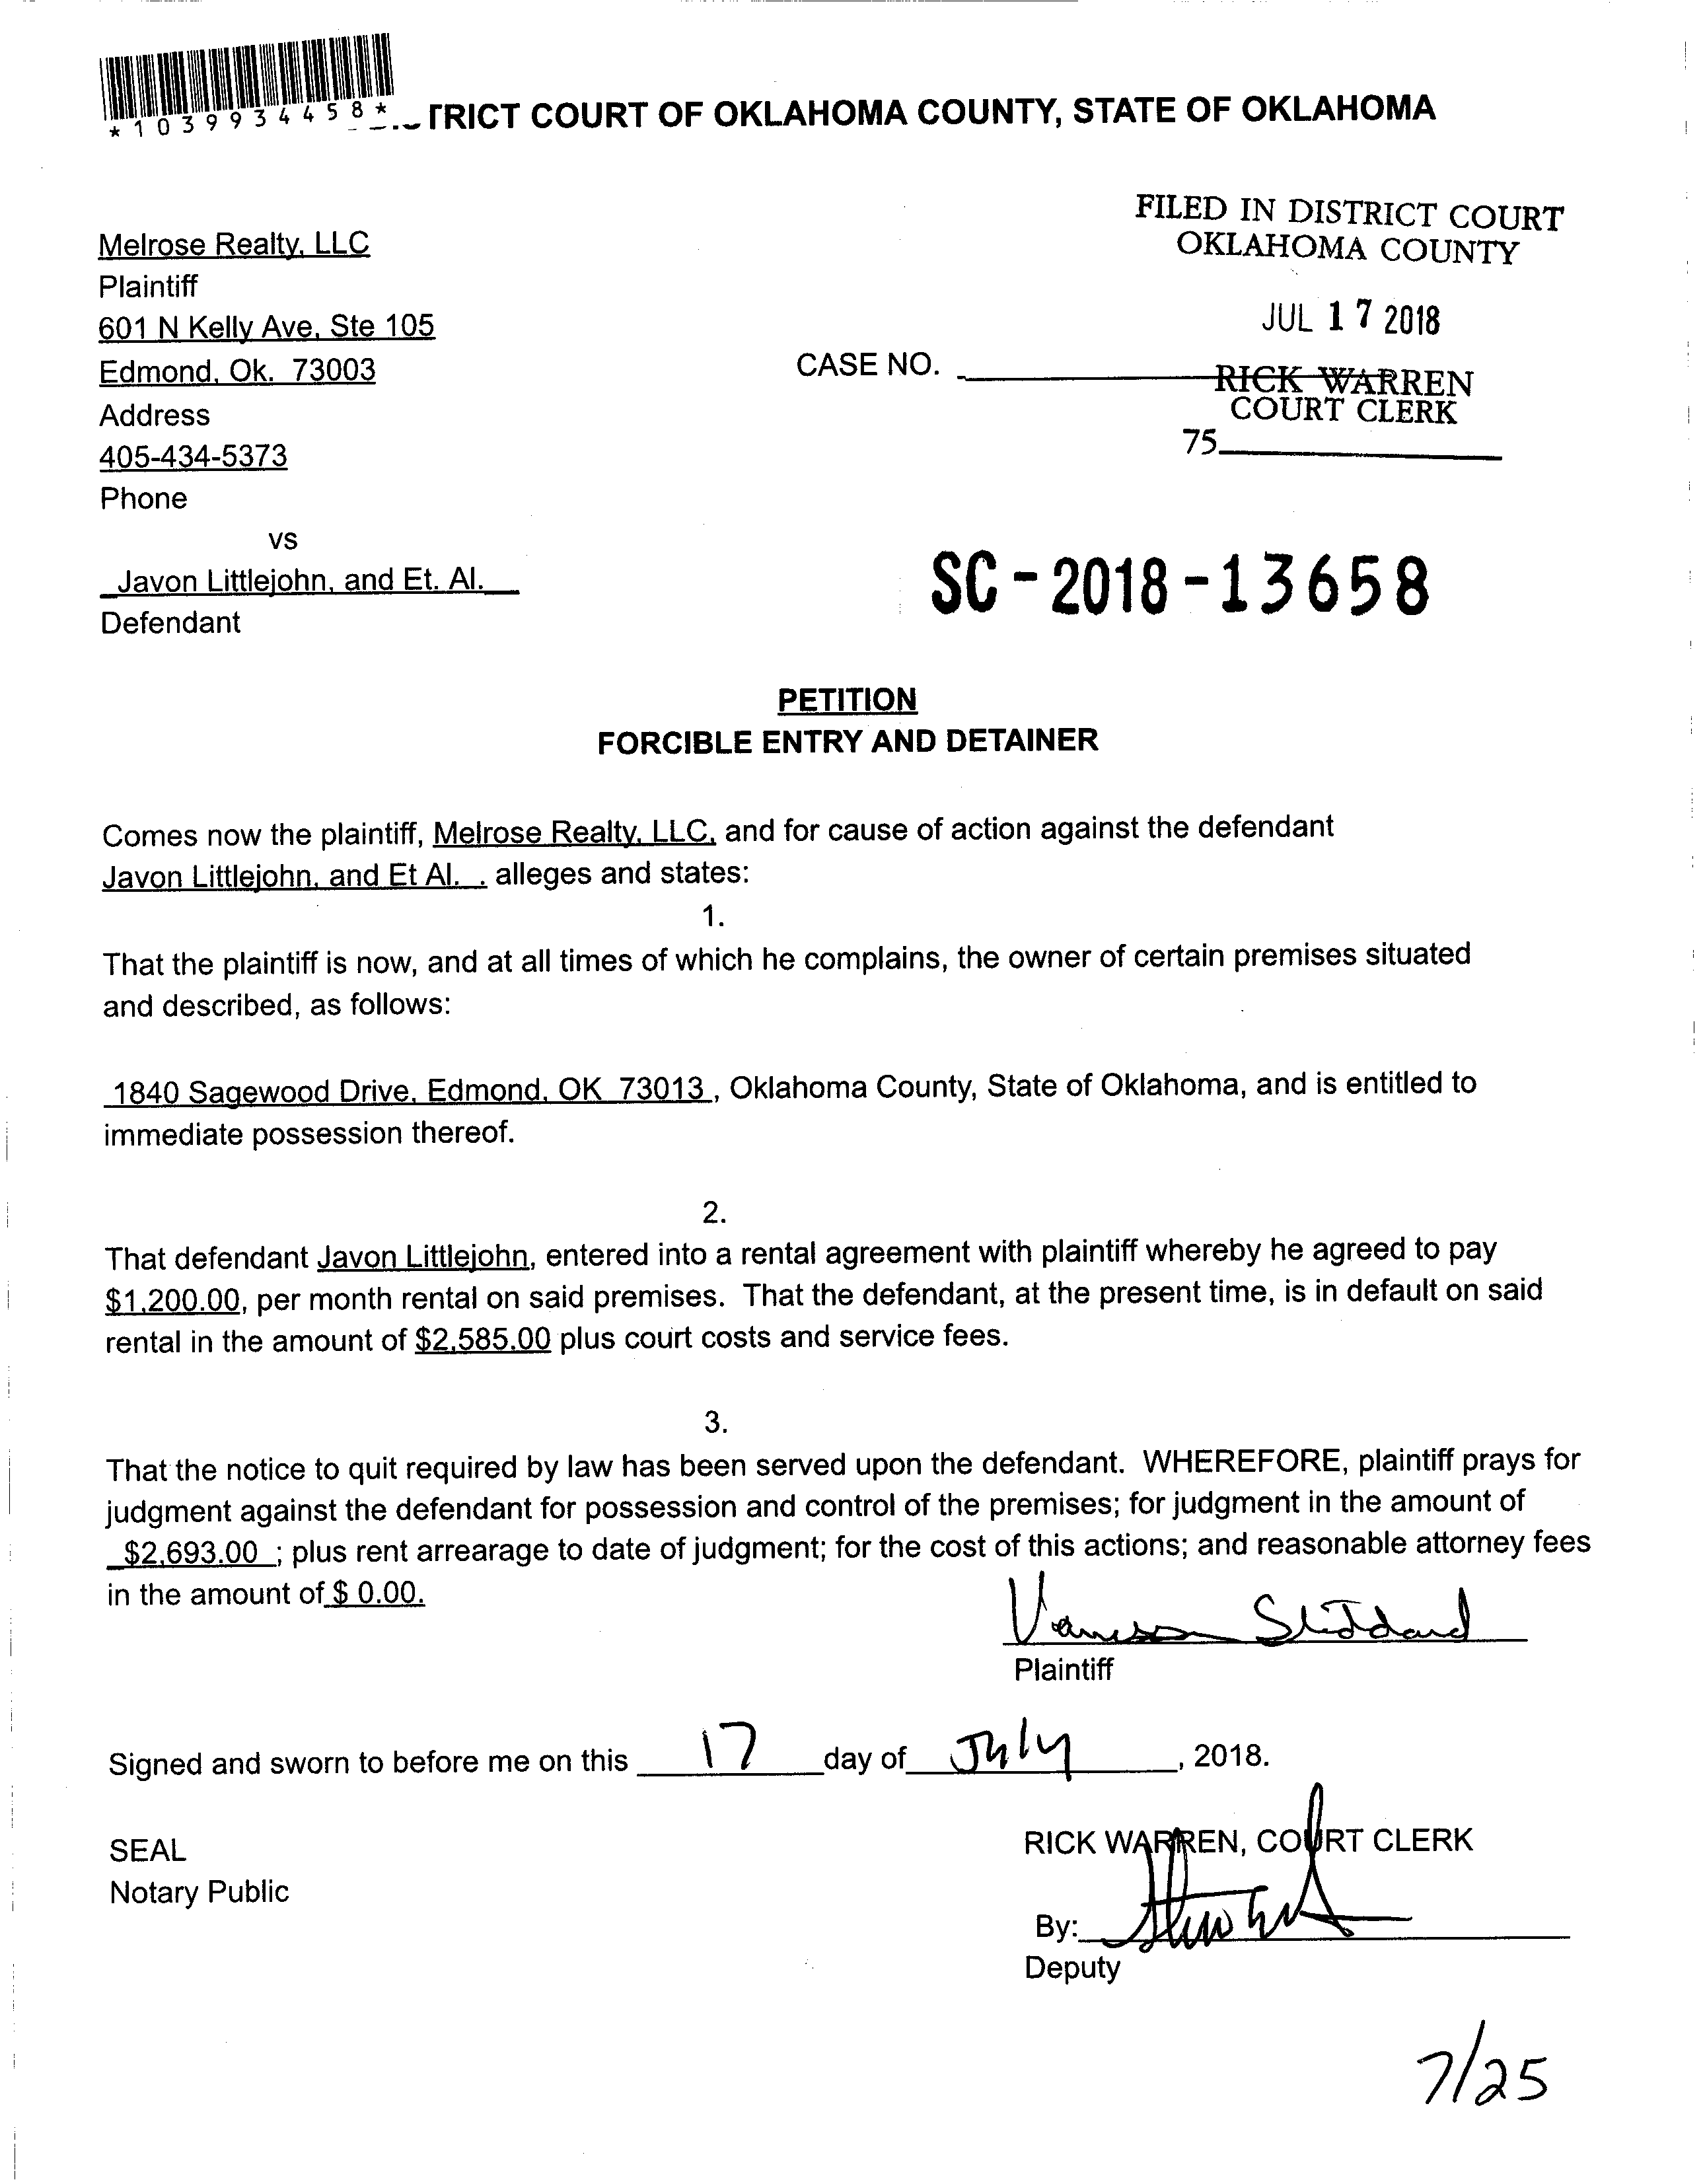 *1039934458*
TRICT COURT OF OKLAHOMA COUNTY, STATE OF OKLAHOMA
FILED IN DISTRICT COURT
OKLAHOMA COUNTY
JUL 17 2018
RICK WARREN
COURT CLERK
75
Melrose Realty, LLC
Plaintiff
601 N Kelly Ave, Ste 105
Edmond, Ok. 73003
Address
405-434-5373
Phone
CASE NO.
vs
Javon Littlejohn, and Et. Al.
Defendant
SC-2018-13658
PETITION
FORCIBLE ENTRY AND DETAINER
Comes now the plaintiff, Melrose Realty, LLC, and for cause of action against the defendant
Javon Littlejohn, and Et Al. . alleges and states:
1.
That the plaintiff is now, and at all times of which he complains, the owner of certain premises situated
and described, as follows:
1840 Sagewood Drive, Edmond, OK 73013 , Oklahoma County, State of Oklahoma, and is entitled to
immediate possession thereof.
2.
That defendant Javon Littlejohn, entered into a rental agreement with plaintiff whereby he agreed to pay
$1,200.00, per month rental on said premises. That the defendant, at the present time, is in default on said
rental in the amount of $2,585.00 plus court costs and service fees.
3.
That the notice to quit required by law has been served upon the defendant. WHEREFORE, plaintiff prays for
judgment against the defendant for possession and control of the premises; for judgment in the amount of
$2,693.00 ; plus rent arrearage to date of judgment; for the cost of this actions; and reasonable attorney fees
in the amount of $ 0.00.
Vanessa Stoddard
Plaintiff
Signed and sworn to before me on this 17 day of July, 2018.
SEAL
Notary Public
RICK WARREN, COURT CLERK
By:
Deputy
7/25